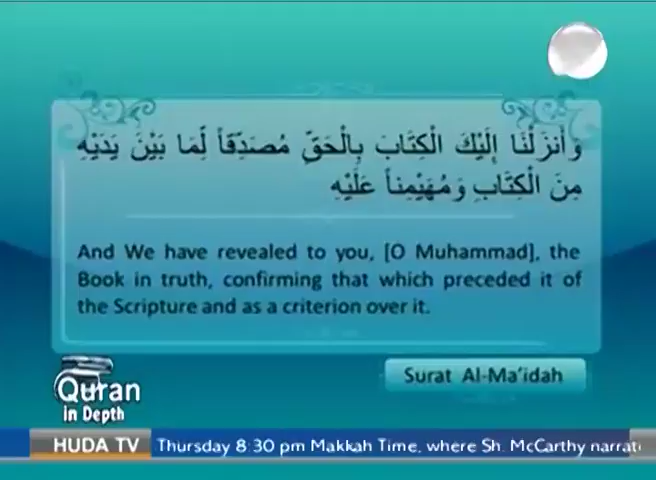 وَأَنزَلْنَا إِلَيْكَ الْكِتَابَ بِالْحَقِّ مُصَدِّقاً لِّمَا بَيْنَ يَدَيْهِ
مِنَ الْكِتَابِ وَمُهَيْمِناً عَلَيْهِ
And We have revealed to you, [O Muhammad], the
Book in truth, confirming that which preceded it of
the Scripture and as a criterion over it.
Surat Al-Ma'idah
Quran
in Depth
HUDA TV Thursday 8:30 pm Makkah Time, where Sh. McCarthy narrat